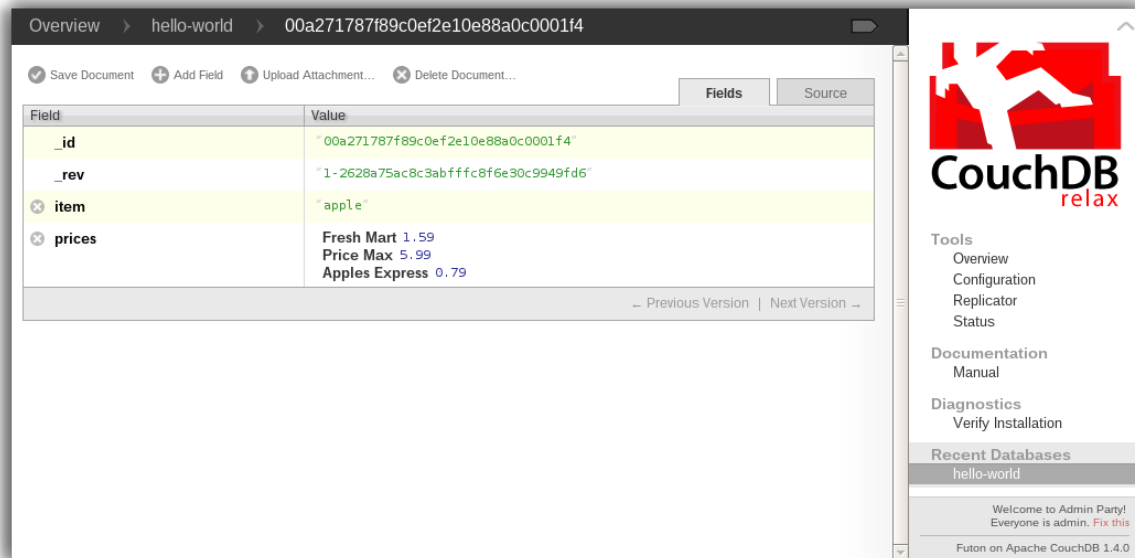 Overview hello-world 00a271787f89c0ef2e10e88a0c0001f4
Save Document Add Field Upload Attachment... Delete Document...
Fields Source
Field Value
_id "00a271787f89c0ef2e10e88a0c0001f4"
_rev "1-2628a75ac8c3abfffc8f6e30c9949fd6"
item "apple"
prices Fresh Mart 1.59
Price Max 5.99
Apples Express 0.79
← Previous Version | Next Version →
CouchDB
relax
Tools
Overview
Configuration
Replicator
Status
Documentation
Manual
Diagnostics
Verify Installation
Recent Databases
hello-world
Welcome to Admin Party!
Everyone is admin. Fix this
Futon on Apache CouchDB 1.4.0